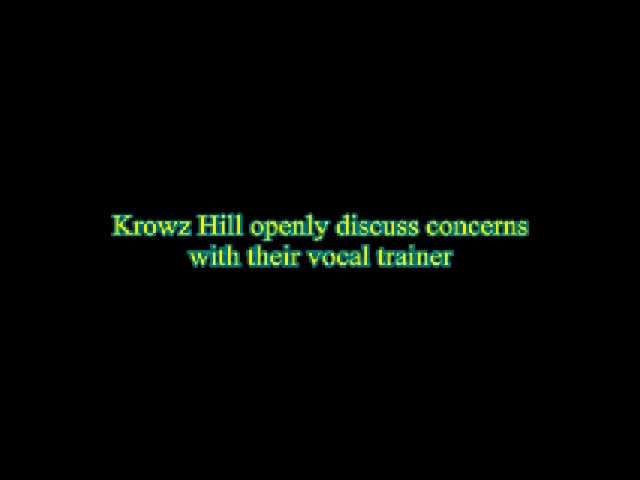 Krowz Hill openly discuss concerns
with their vocal trainer